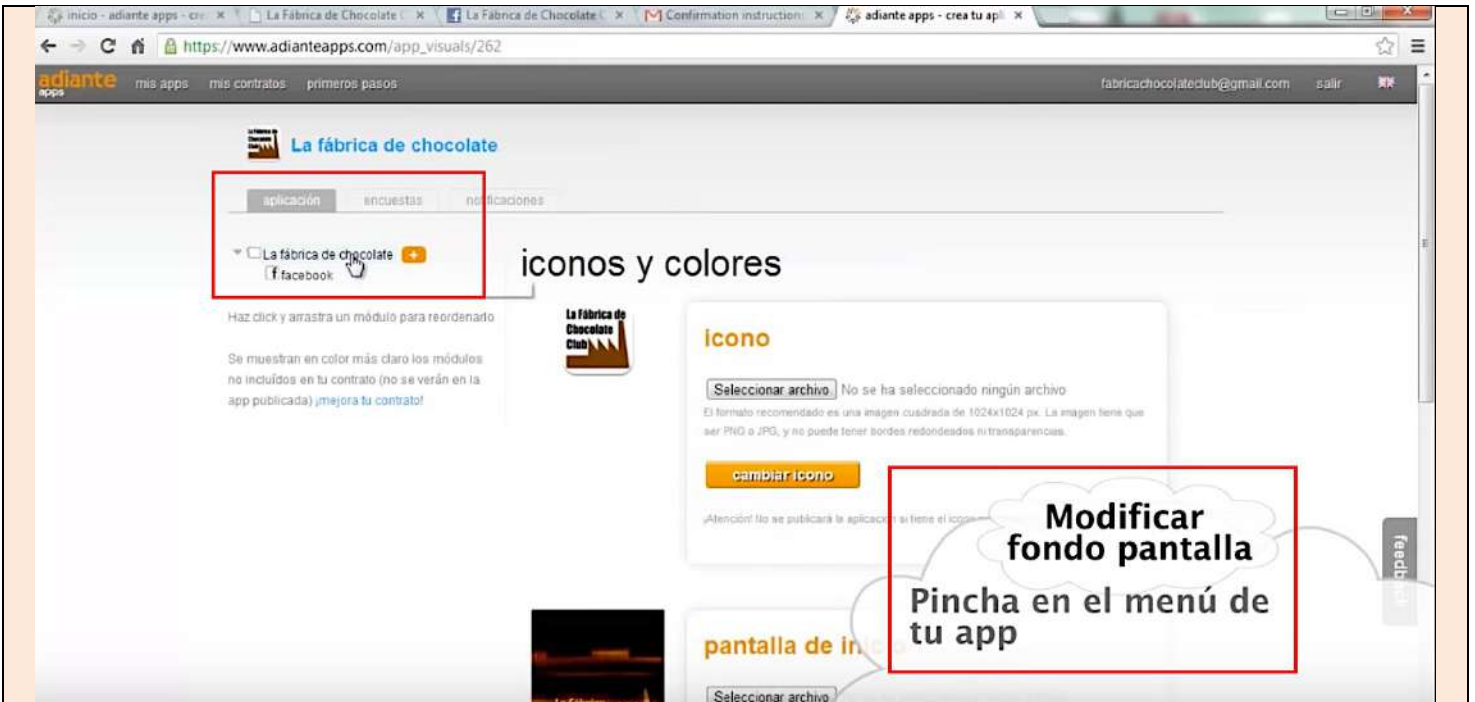 inicio - adiante apps - cre
La Fábrica de Chocolate C
La Fábrica de Chocolate C
Confirmation instructions
adiante apps - crea tu apl
https://www.adianteapps.com/app_visuals/262
adiante apps
mis apps
mis contratos
primeros pasos
fabricachocolateclub@gmail.com
salir
La fábrica de chocolate
aplicación
encuestas
notificaciones
La fábrica de chocolate
facebook
iconos y colores
Haz click y arrastra un módulo para reordenarlo
Se muestran en color más claro los módulos
no incluídos en tu contrato (no se verán en la
app publicada) ¡mejora tu contrato!
La Fábrica de
Chocolate
Club
icono
Seleccionar archivo No se ha seleccionado ningún archivo
El formato recomendado es una imagen cuadrada de 1024x1024 px. La imagen tiene que
ser PNG o JPG, y no puede tener bordes redondeados ni transparencias.
cambiar icono
¡Atención! No se publicará la aplicación si tiene el icono
Modificar
fondo pantalla
Pincha en el menú de
tu app
feedback
pantalla de inicio
Seleccionar archivo